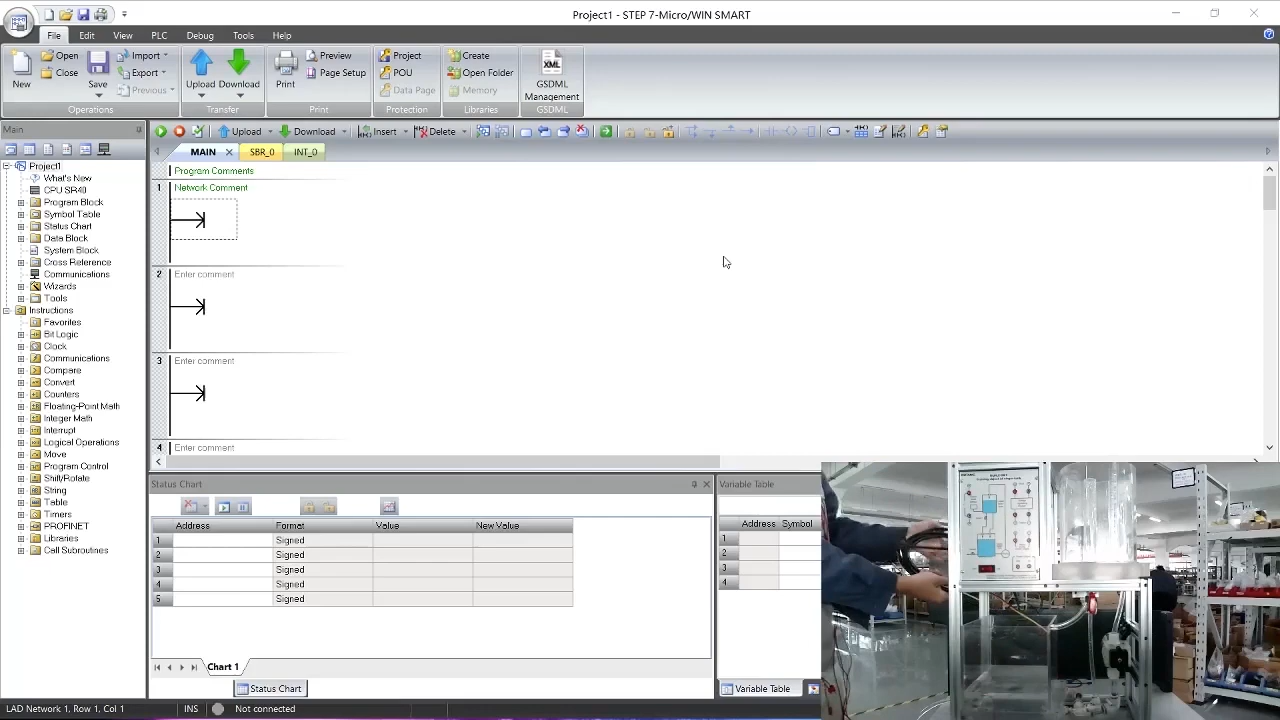 Project1 - STEP 7-Micro/WIN SMART
File Edit View PLC Debug Tools Help
New Open Close Save Import Export Previous Upload Download Print Preview Page Setup Project POU Data Page Create Open Folder Memory XML GSDML Management
Operations Transfer Print Protection Libraries GSDML
Main
Upload Download Insert Delete
MAIN SBR_0 INT_0
Project1
What's New
CPU SR40
Program Block
Symbol Table
Status Chart
Data Block
System Block
Cross Reference
Communications
Wizards
Tools
Instructions
Favorites
Bit Logic
Clock
Communications
Compare
Convert
Counters
Floating-Point Math
Integer Math
Interrupt
Logical Operations
Move
Program Control
Shift/Rotate
String
Table
Timers
PROFINET
Libraries
Call Subroutines
Program Comments
1 Network Comment
2 Enter comment
3 Enter comment
4 Enter comment
Status Chart
Address Format Value New Value
1 Signed
2 Signed
3 Signed
4 Signed
5 Signed
Chart 1
Status Chart
Variable Table
Address Symbol
1
2
3
4
Variable Table
LAD Network 1, Row 1, Col 1 INS Not connected